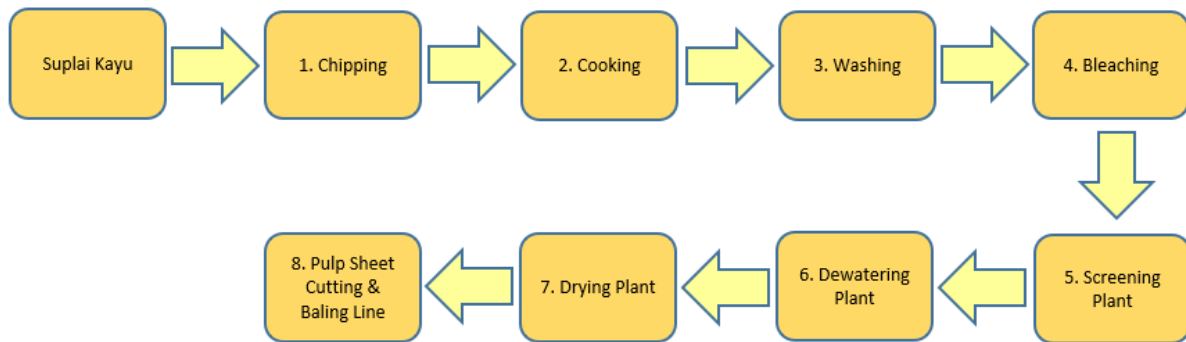 Suplai Kayu
1. Chipping
2. Cooking
3. Washing
4. Bleaching
5. Screening
Plant
6. Dewatering
Plant
7. Drying Plant
8. Pulp Sheet
Cutting &
Baling Line